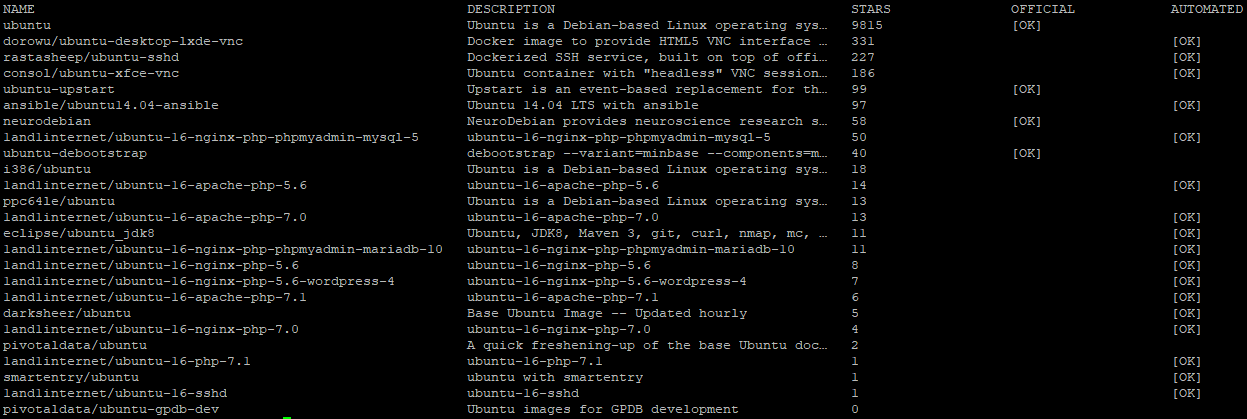 NAME DESCRIPTION STARS OFFICIAL AUTOMATED
ubuntu Ubuntu is a Debian-based Linux operating sys… 9815 [OK]
dorowu/ubuntu-desktop-lxde-vnc Docker image to provide HTML5 VNC interface … 331 [OK]
rastasheep/ubuntu-sshd Dockerized SSH service, built on top of offi… 227 [OK]
consol/ubuntu-xfce-vnc Ubuntu container with "headless" VNC session… 186 [OK]
ubuntu-upstart Upstart is an event-based replacement for th… 99 [OK]
ansible/ubuntu14.04-ansible Ubuntu 14.04 LTS with ansible 97 [OK]
neurodebian NeuroDebian provides neuroscience research s… 58 [OK]
landlinternet/ubuntu-16-nginx-php-phpmyadmin-mysql-5 ubuntu-16-nginx-php-phpmyadmin-mysql-5 50 [OK]
ubuntu-debootstrap debootstrap --variant=minbase --components=m… 40 [OK]
i386/ubuntu Ubuntu is a Debian-based Linux operating sys… 18
landlinternet/ubuntu-16-apache-php-5.6 ubuntu-16-apache-php-5.6 14 [OK]
ppc64le/ubuntu Ubuntu is a Debian-based Linux operating sys… 13
landlinternet/ubuntu-16-apache-php-7.0 ubuntu-16-apache-php-7.0 13 [OK]
eclipse/ubuntu_jdk8 Ubuntu, JDK8, Maven 3, git, curl, nmap, mc, … 11 [OK]
landlinternet/ubuntu-16-nginx-php-phpmyadmin-mariadb-10 ubuntu-16-nginx-php-phpmyadmin-mariadb-10 11 [OK]
landlinternet/ubuntu-16-nginx-php-5.6 ubuntu-16-nginx-php-5.6 8 [OK]
landlinternet/ubuntu-16-nginx-php-5.6-wordpress-4 ubuntu-16-nginx-php-5.6-wordpress-4 7 [OK]
landlinternet/ubuntu-16-apache-php-7.1 ubuntu-16-apache-php-7.1 6 [OK]
darksheer/ubuntu Base Ubuntu Image -- Updated hourly 5 [OK]
landlinternet/ubuntu-16-nginx-php-7.0 ubuntu-16-nginx-php-7.0 4 [OK]
pivotaldata/ubuntu A quick freshening-up of the base Ubuntu doc… 2
landlinternet/ubuntu-16-php-7.1 ubuntu-16-php-7.1 1 [OK]
smartentry/ubuntu ubuntu with smartentry 1 [OK]
landlinternet/ubuntu-16-sshd ubuntu-16-sshd 1 [OK]
pivotaldata/ubuntu-gpdb-dev Ubuntu images for GPDB development 0